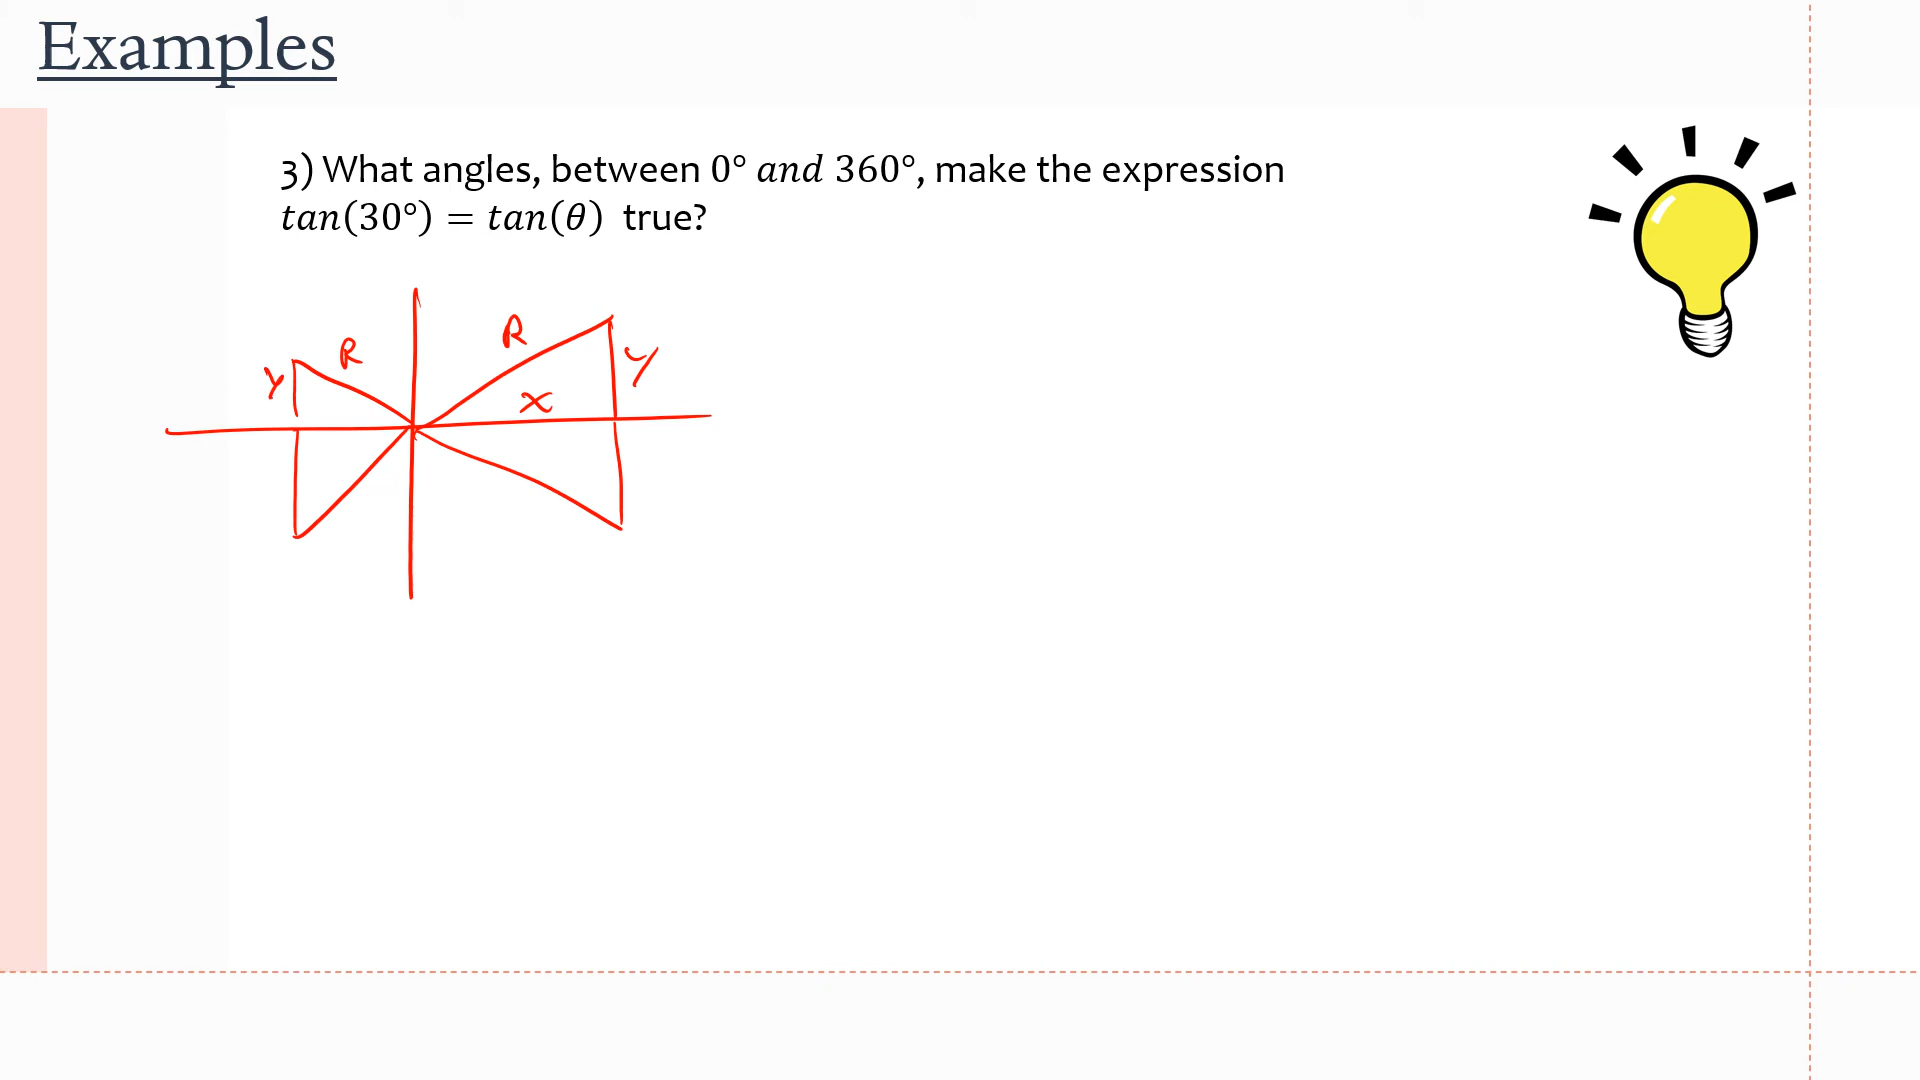 Examples
3) What angles, between 0° and 360°, make the expression
tan(30°) = tan(θ) true?
R
R
y
y
x